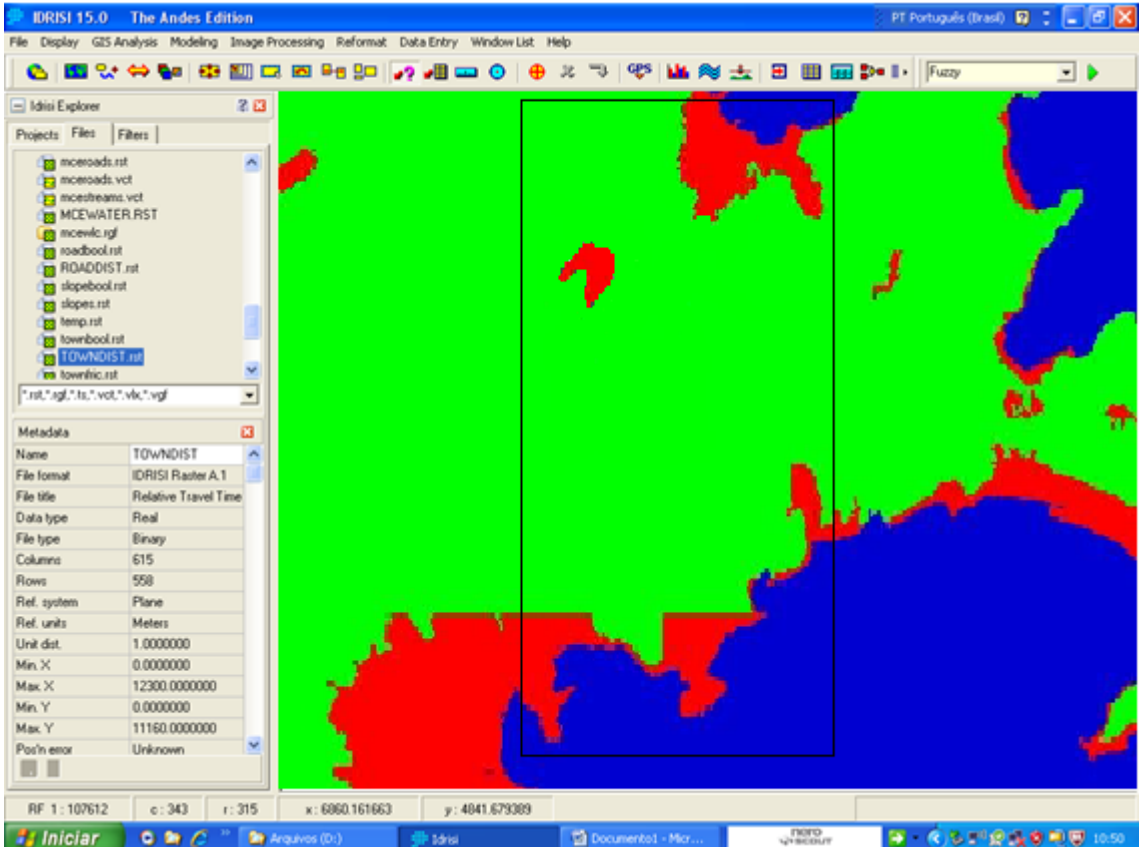 IDRISI 15.0 The Andes Edition
PT Português (Brasil)
File Display GIS Analysis Modeling Image Processing Reformat Data Entry Window List Help
GPS
Fuzzy
Idrisi Explorer
Projects Files Filters
mceroads.rst
mceroads.vct
mcestreams.vct
MCEWATER.RST
mcewlc.rgf
roadbool.rst
ROADDIST.rst
slopebool.rst
slopes.rst
temp.rst
townbool.rst
TOWNDIST.rst
townfric.rst
*.rst,*.rgf,*.ts,*.vct,*.vlx,*.vgf
Metadata
Name TOWNDIST
File format IDRISI Raster A.1
File title Relative Travel Time
Data type Real
File type Binary
Columns 615
Rows 558
Ref. system Plane
Ref. units Meters
Unit dist. 1.0000000
Min. X 0.0000000
Max. X 12300.0000000
Min. Y 0.0000000
Max. Y 11160.0000000
Pos'n error Unknown
RF 1 : 107612 c : 343 r : 315 x : 6860.161663 y : 4841.679389
Iniciar Arquivos (D:) Idrisi Documento1 - Micr... nero SCOUT 10:50